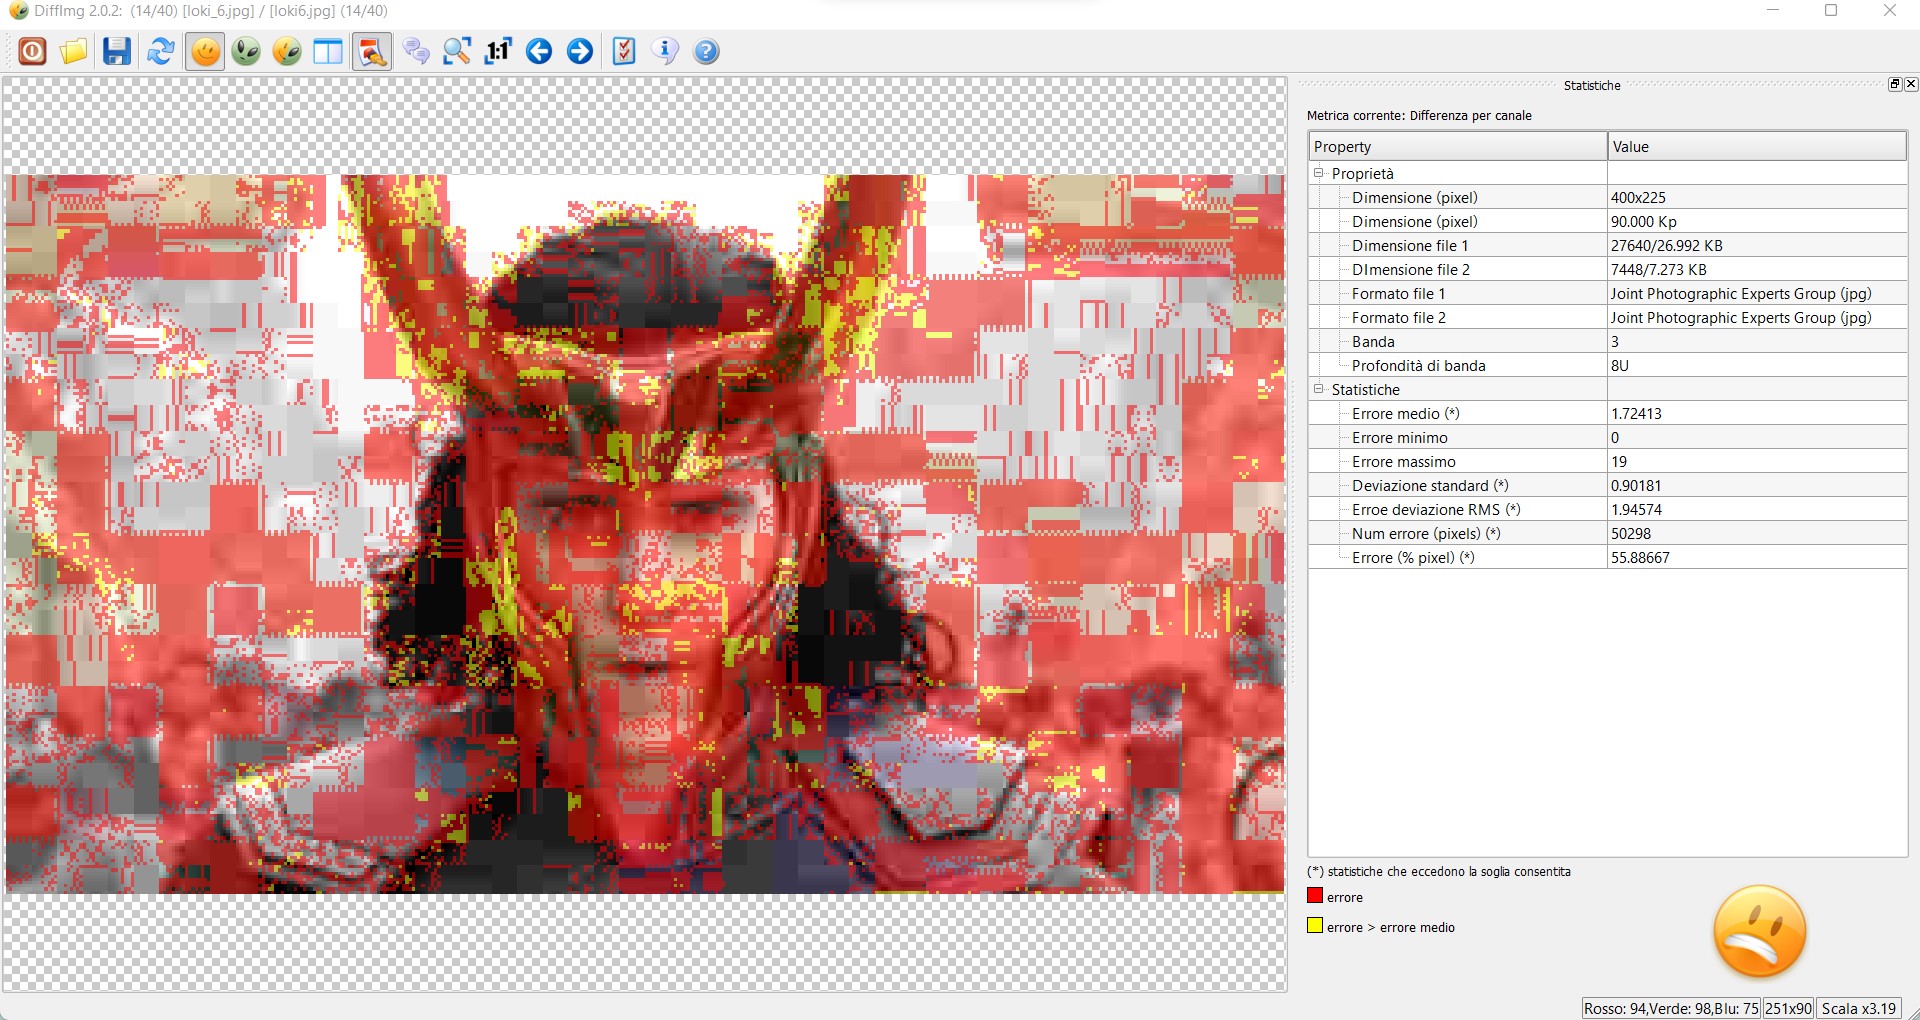 DiffImg 2.0.2: (14/40) [loki_6.jpg] / [loki6.jpg] (14/40)
1:1
Statistiche
Metrica corrente: Differenza per canale
Property Value
Proprietà
Dimensione (pixel) 400x225
Dimensione (pixel) 90.000 Kp
Dimensione file 1 27640/26.992 KB
DImensione file 2 7448/7.273 KB
Formato file 1 Joint Photographic Experts Group (jpg)
Formato file 2 Joint Photographic Experts Group (jpg)
Banda 3
Profondità di banda 8U
Statistiche
Errore medio (*) 1.72413
Errore minimo 0
Errore massimo 19
Deviazione standard (*) 0.90181
Erroe deviazione RMS (*) 1.94574
Num errore (pixels) (*) 50298
Errore (% pixel) (*) 55.88667
(*) statistiche che eccedono la soglia consentita
errore
errore > errore medio
Rosso: 94,Verde: 98,Blu: 75 251x90 Scala x3.19